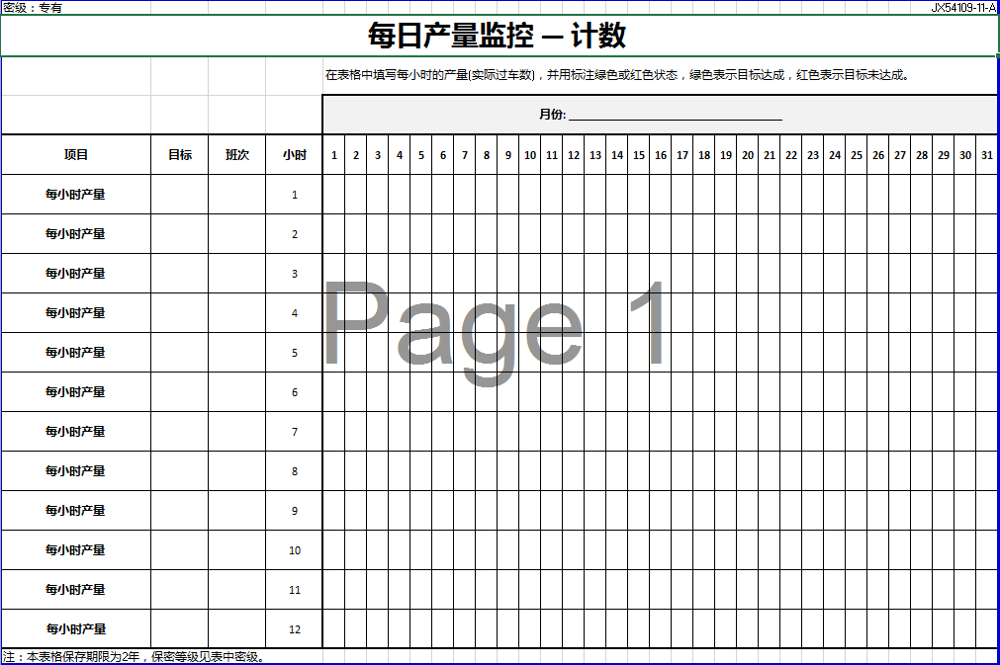 密级：专有 JX54109-11-A
每日产量监控 — 计数
在表格中填写每小时的产量(实际过车数)，并用标注绿色或红色状态，绿色表示目标达成，红色表示目标未达成。
月份: ____________________________________
项目 目标 班次 小时 1 2 3 4 5 6 7 8 9 10 11 12 13 14 15 16 17 18 19 20 21 22 23 24 25 26 27 28 29 30 31
每小时产量 1
每小时产量 2
每小时产量 3
每小时产量 4
Page 1
每小时产量 5
每小时产量 6
每小时产量 7
每小时产量 8
每小时产量 9
每小时产量 10
每小时产量 11
每小时产量 12
注：本表格保存期限为2年，保密等级见表中密级。